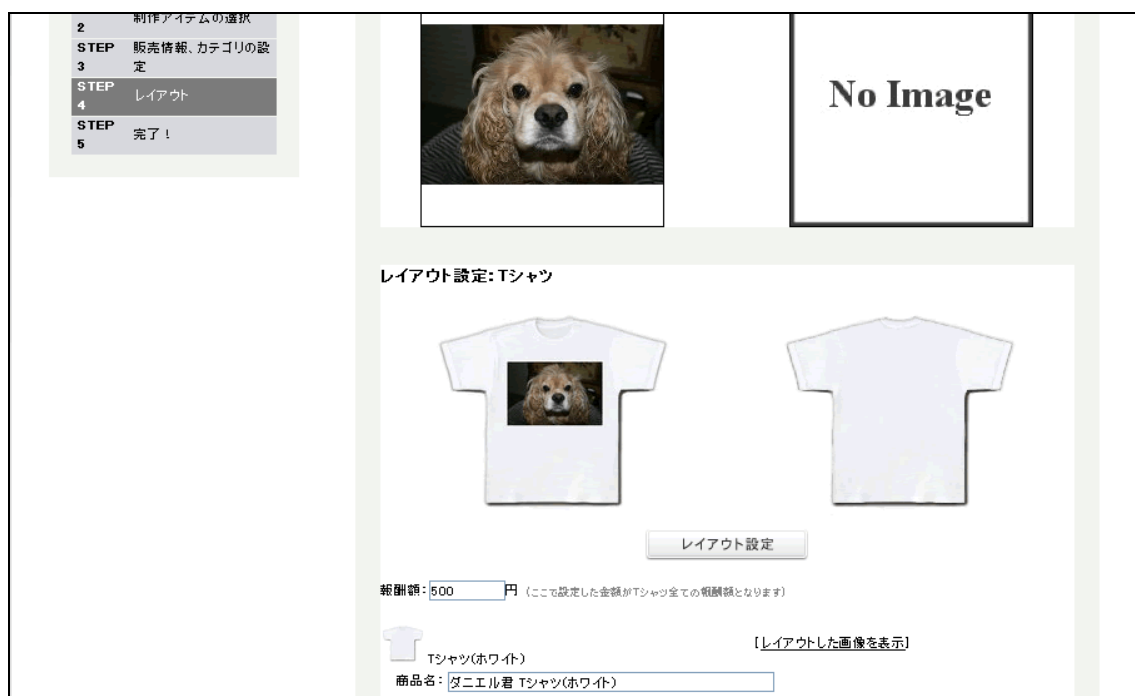 2
制作アイテムの選択
STEP 3
販売情報、カテゴリの設定
STEP 4
レイアウト
STEP 5
完了！
No Image
レイアウト設定：Tシャツ
レイアウト設定
報酬額：500円（ここで設定した金額がTシャツ全ての報酬額となります）
Tシャツ(ホワイト)
[レイアウトした画像を表示]
商品名：ダニエル君 Tシャツ(ホワイト)